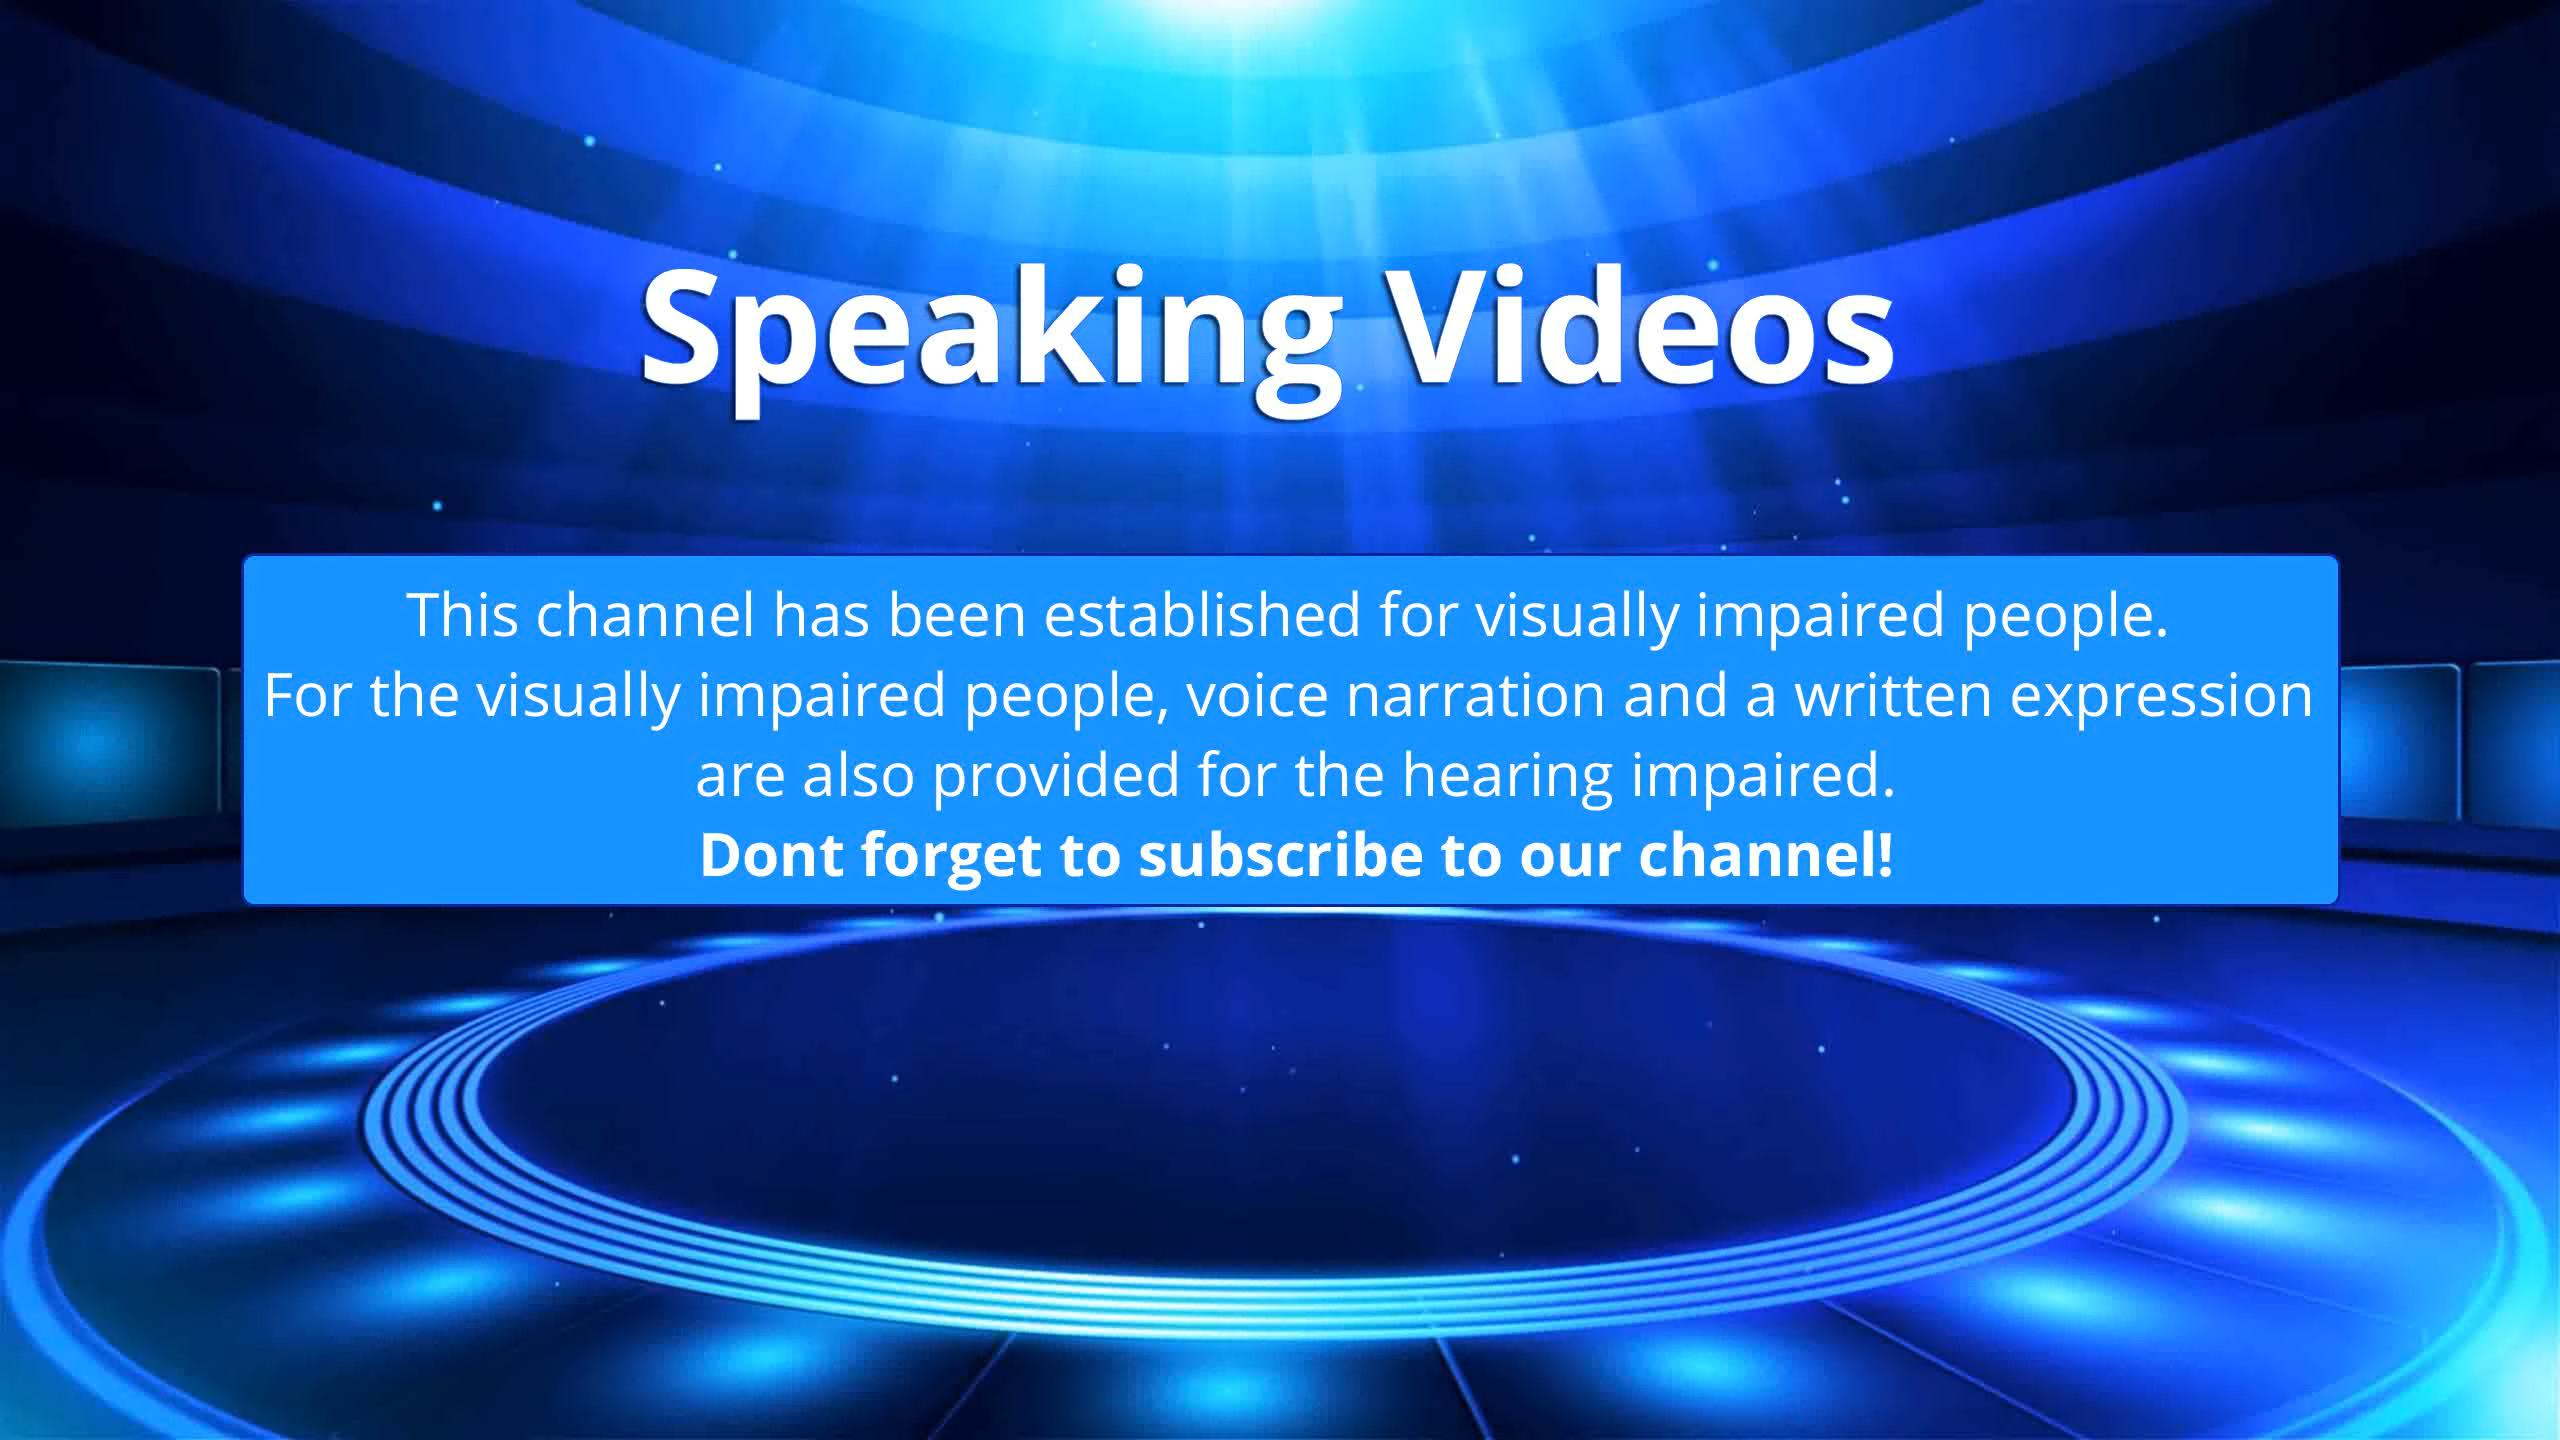 Speaking Videos
This channel has been established for visually impaired people.
For the visually impaired people, voice narration and a written expression
are also provided for the hearing impaired.
Dont forget to subscribe to our channel!